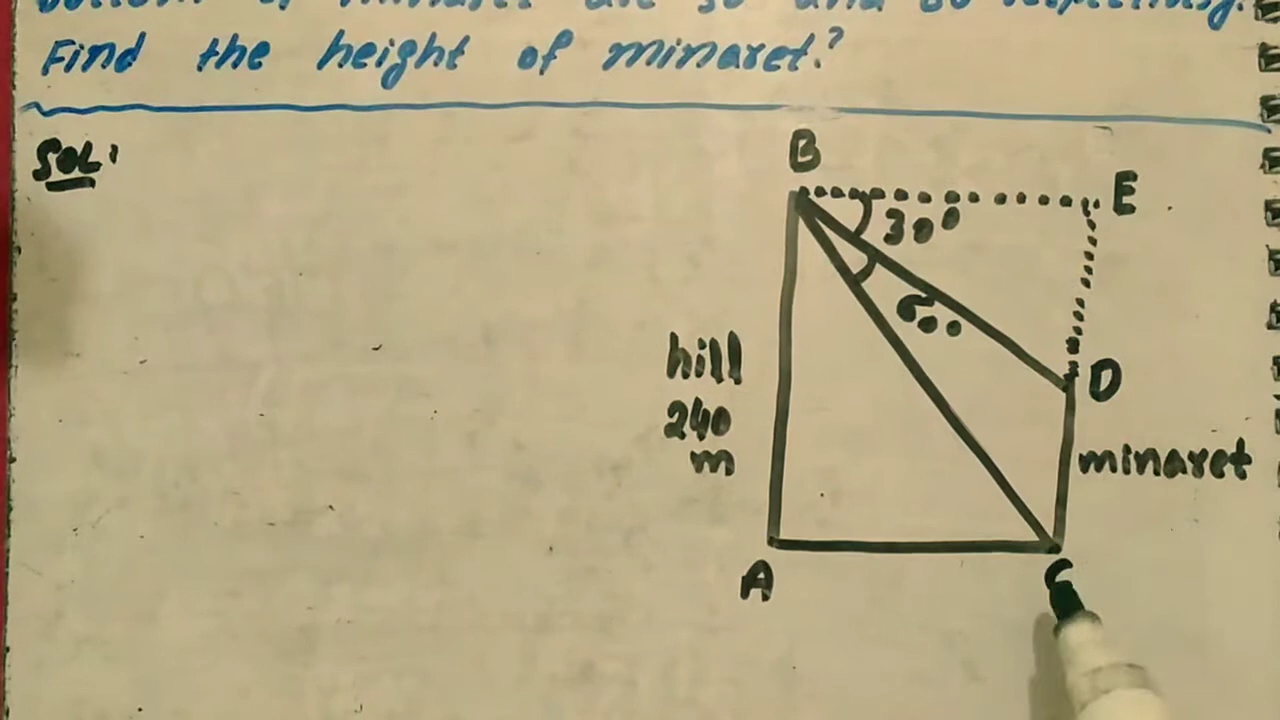 Find the height of minaret?
SOL:
B
E
30°
60°
hill
240
m
D
minaret
A
C